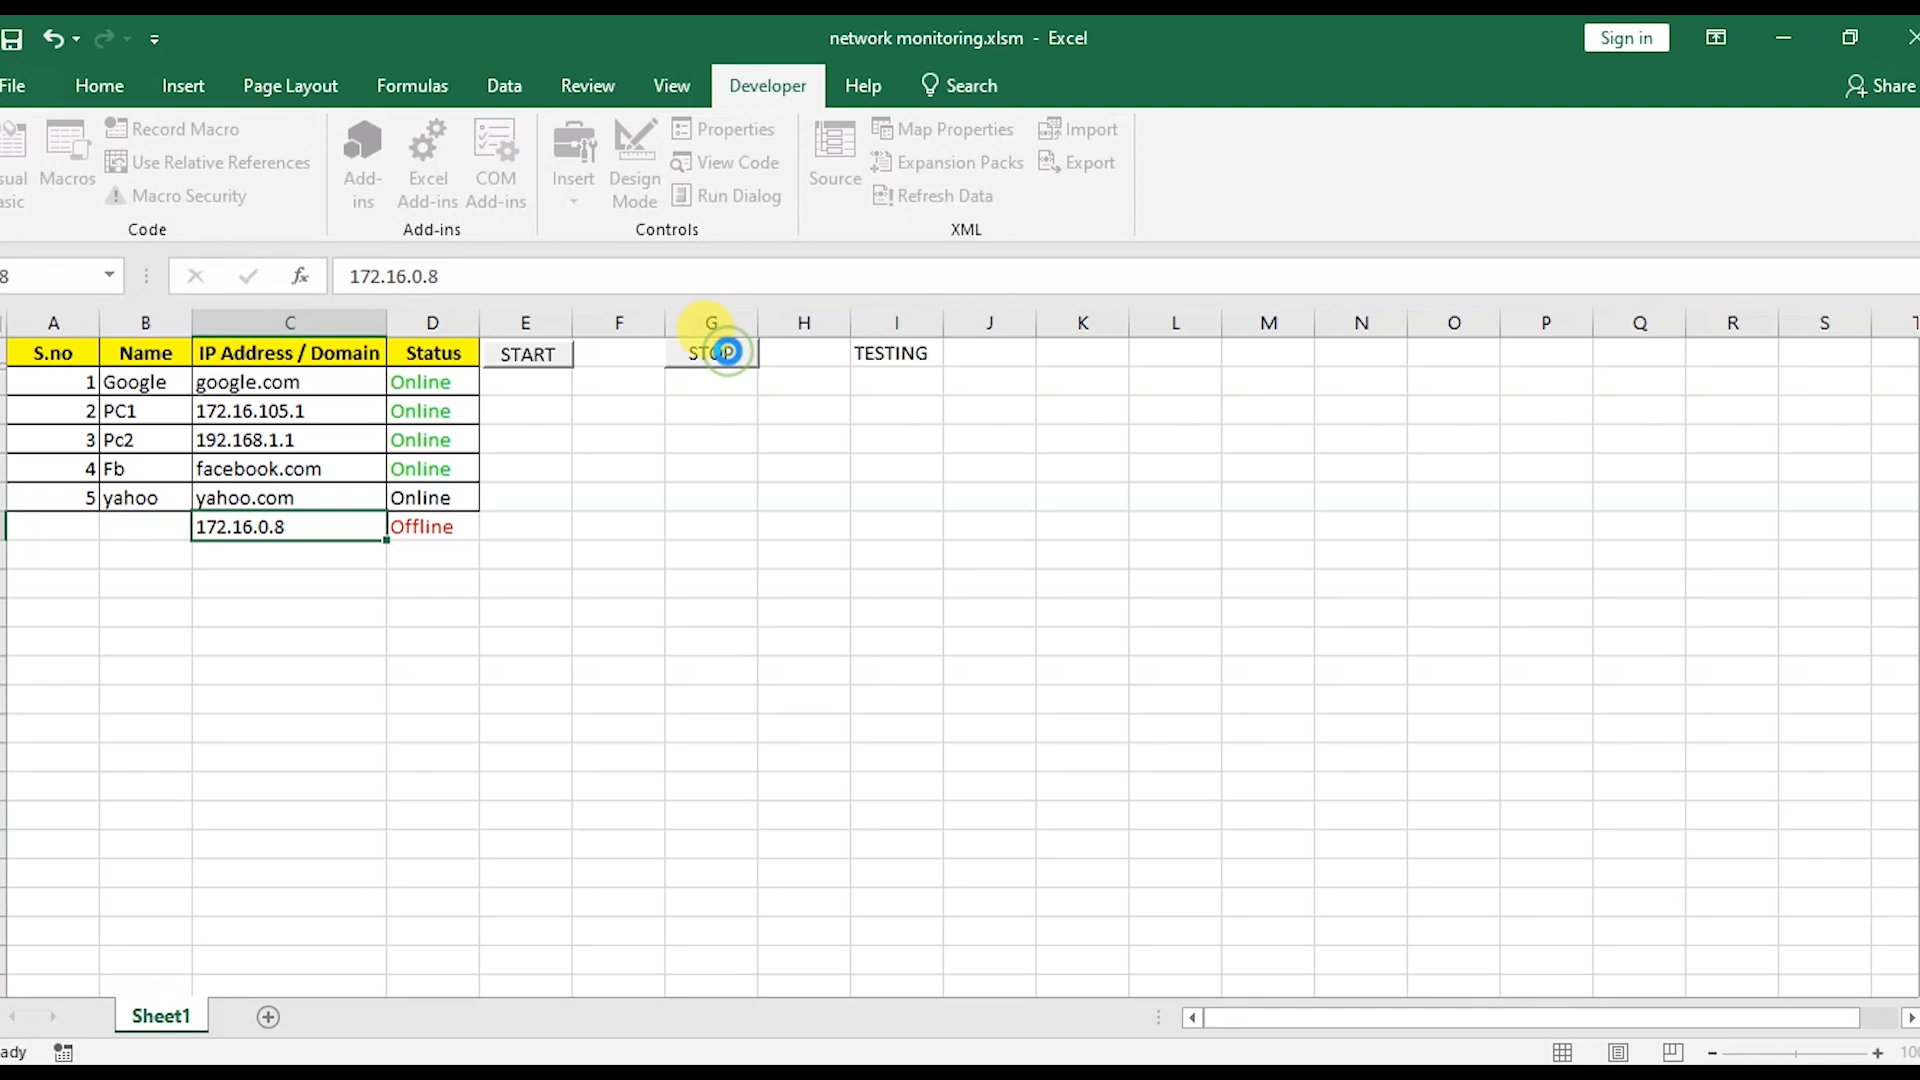 network monitoring.xlsm - Excel
Sign in
File Home Insert Page Layout Formulas Data Review View Developer Help Search Share
Macros
Record Macro
Use Relative References
Macro Security
Code
Add-ins
Excel Add-ins
COM Add-ins
Add-ins
Insert
Design Mode
Properties
View Code
Run Dialog
Controls
Source
Map Properties
Expansion Packs
Refresh Data
Import
Export
XML
8 fx 172.16.0.8
A B C D E F G H I J K L M N O P Q R S T
S.no Name IP Address / Domain Status START STOP TESTING
1 Google google.com Online
2 PC1 172.16.105.1 Online
3 Pc2 192.168.1.1 Online
4 Fb facebook.com Online
5 yahoo yahoo.com Online
172.16.0.8 Offline
Sheet1
ady
100